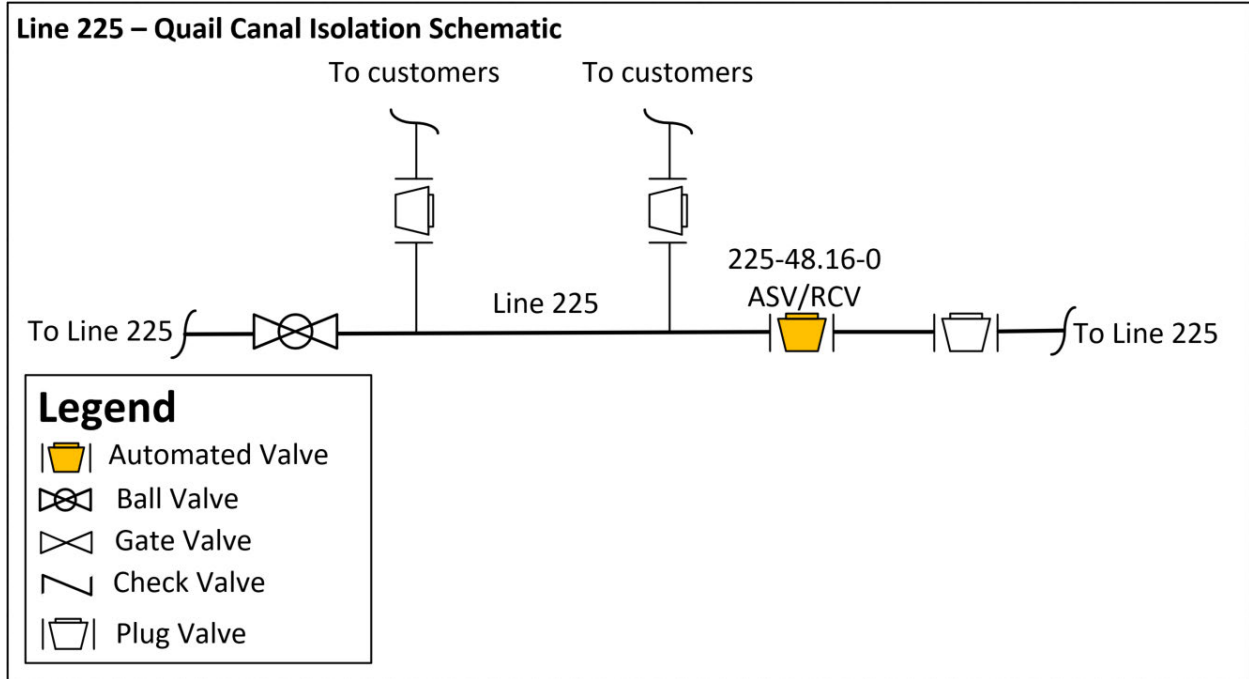 Line 225 – Quail Canal Isolation Schematic
To customers
To customers
225-48.16-0
ASV/RCV
Line 225
To Line 225
To Line 225
Legend
Automated Valve
Ball Valve
Gate Valve
Check Valve
Plug Valve